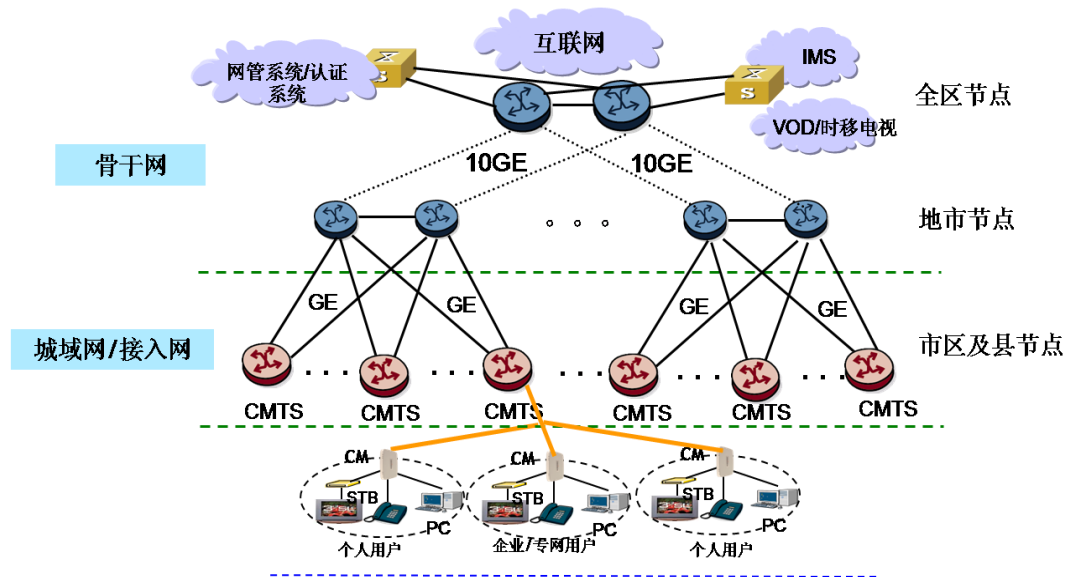 互联网
网管系统/认证
系统
IMS
全区节点
VOD/时移电视
S
S
骨干网
10GE
10GE
地市节点
。。。
GE
GE
GE
GE
城域网/接入网
市区及县节点
CMTS
CMTS
CMTS
CMTS
CMTS
CMTS
CM
CM
CM
STB
STB
STB
PC
PC
PC
个人用户
企业/专网用户
个人用户